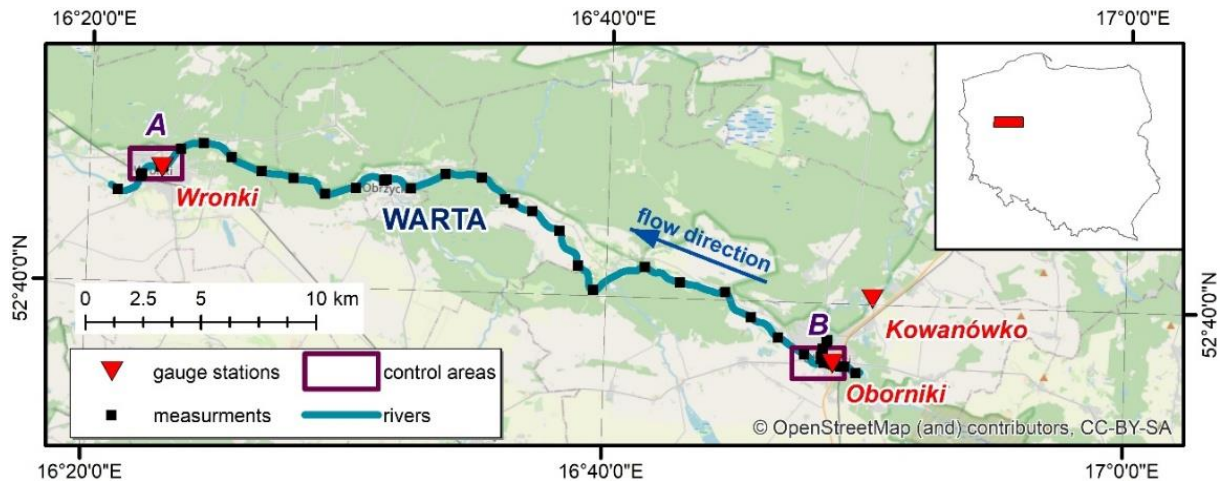 16°20'0"E 16°40'0"E 17°0'0"E
A
Wronki
Obrzyc
WARTA
flow direction
52°40'0"N
52°40'0"N
0 2.5 5 10 km
B
Kowanówko
Oborniki
gauge stations control areas
measurments rivers
© OpenStreetMap (and) contributors, CC-BY-SA
16°20'0"E 16°40'0"E 17°0'0"E